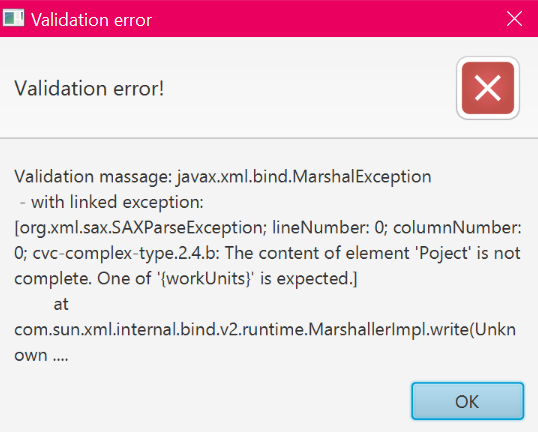 Validation error
Validation error!
Validation massage: javax.xml.bind.MarshalException
- with linked exception:
[org.xml.sax.SAXParseException; lineNumber: 0; columnNumber:
0; cvc-complex-type.2.4.b: The content of element 'Poject' is not
complete. One of '{workUnits}' is expected.]
at
com.sun.xml.internal.bind.v2.runtime.MarshallerImpl.write(Unkn
own ....
OK